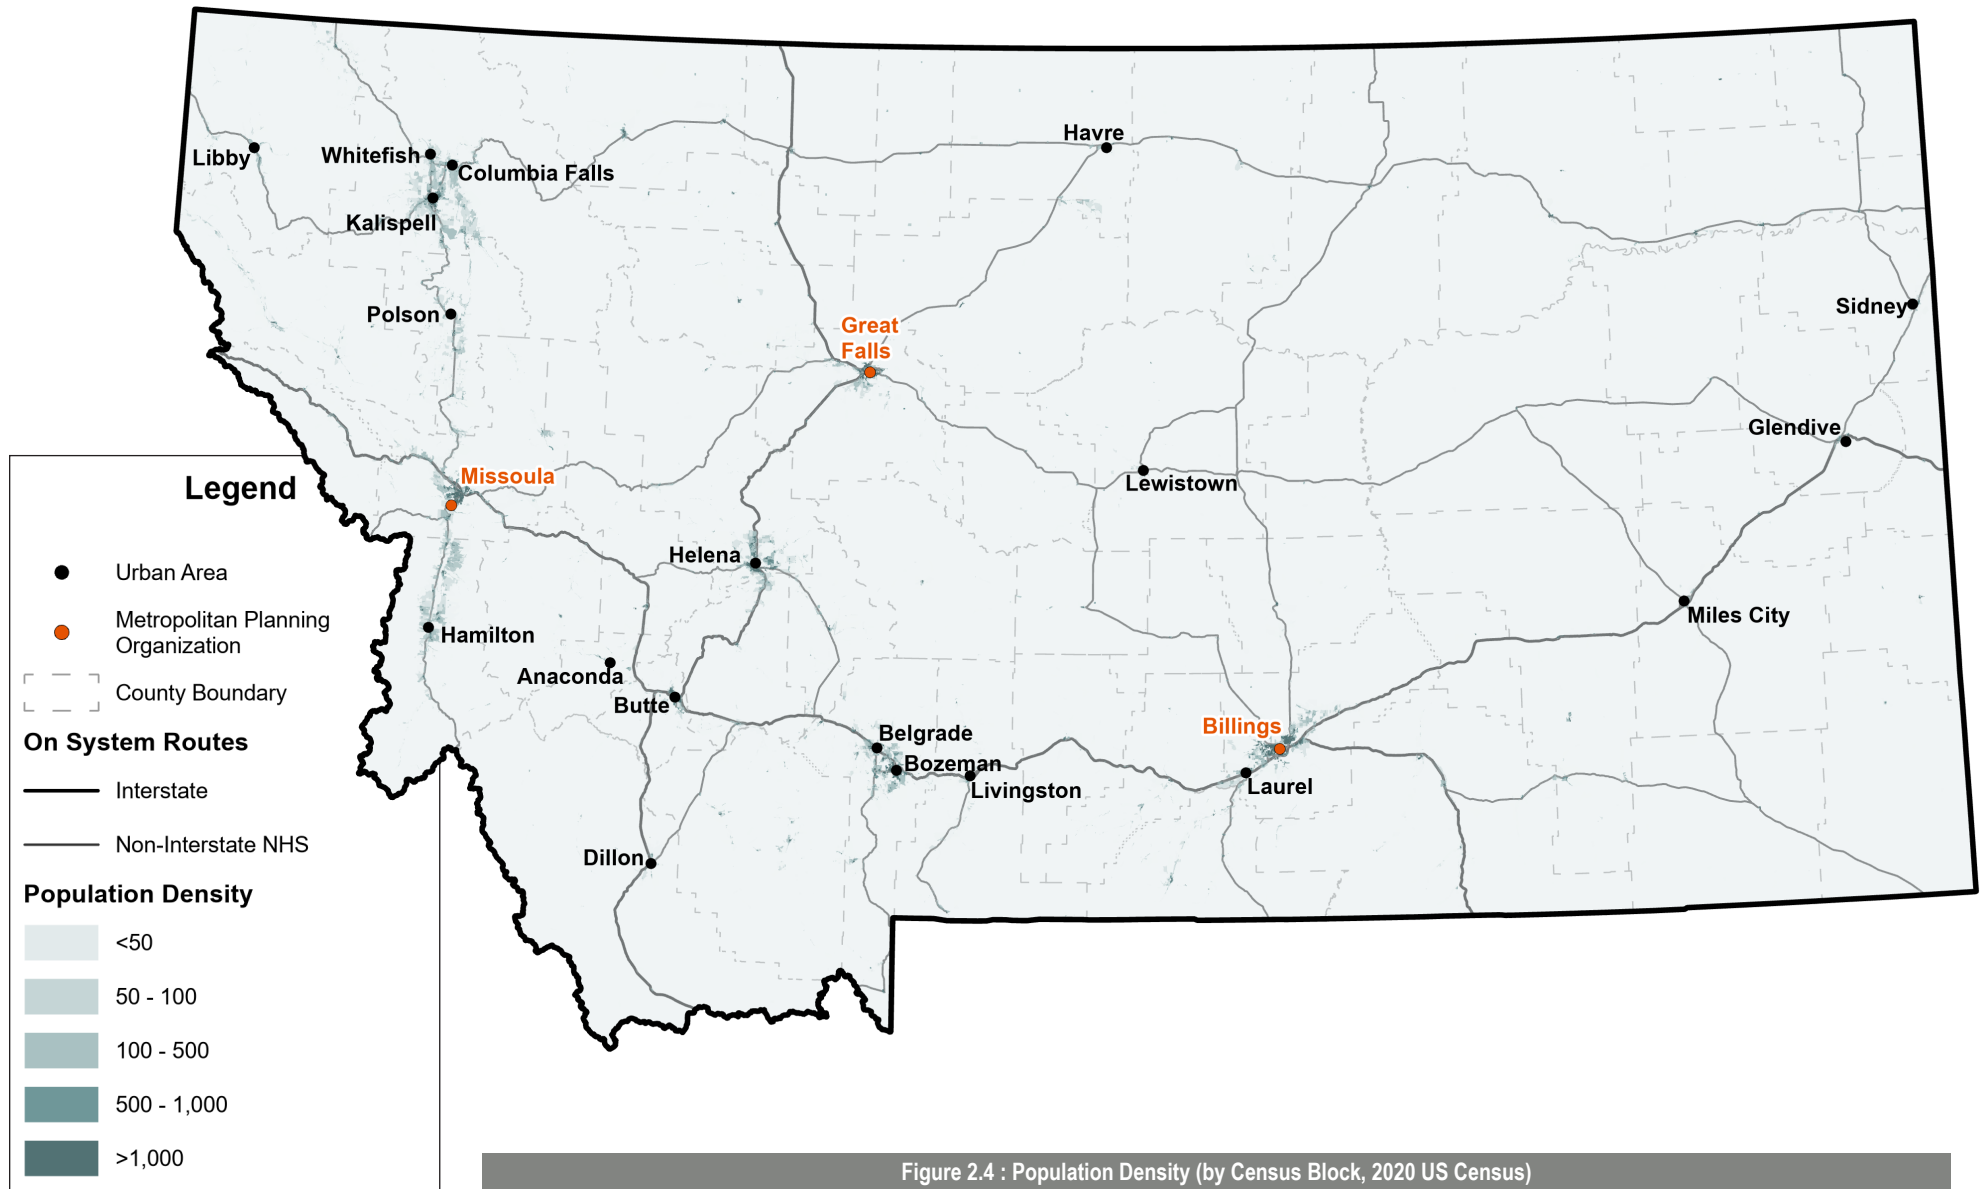 Havre
Libby
Whitefish
Columbia Falls
Kalispell
Polson
Sidney
Great
Falls
Glendive
Missoula
Lewistown
Helena
Miles City
Hamilton
Anaconda
Butte
Billings
Belgrade
Bozeman
Livingston
Laurel
Dillon
Legend
Urban Area
Metropolitan Planning
Organization
County Boundary
On System Routes
Interstate
Non-Interstate NHS
Population Density
<50
50 - 100
100 - 500
500 - 1,000
>1,000
Figure 2.4 : Population Density (by Census Block, 2020 US Census)